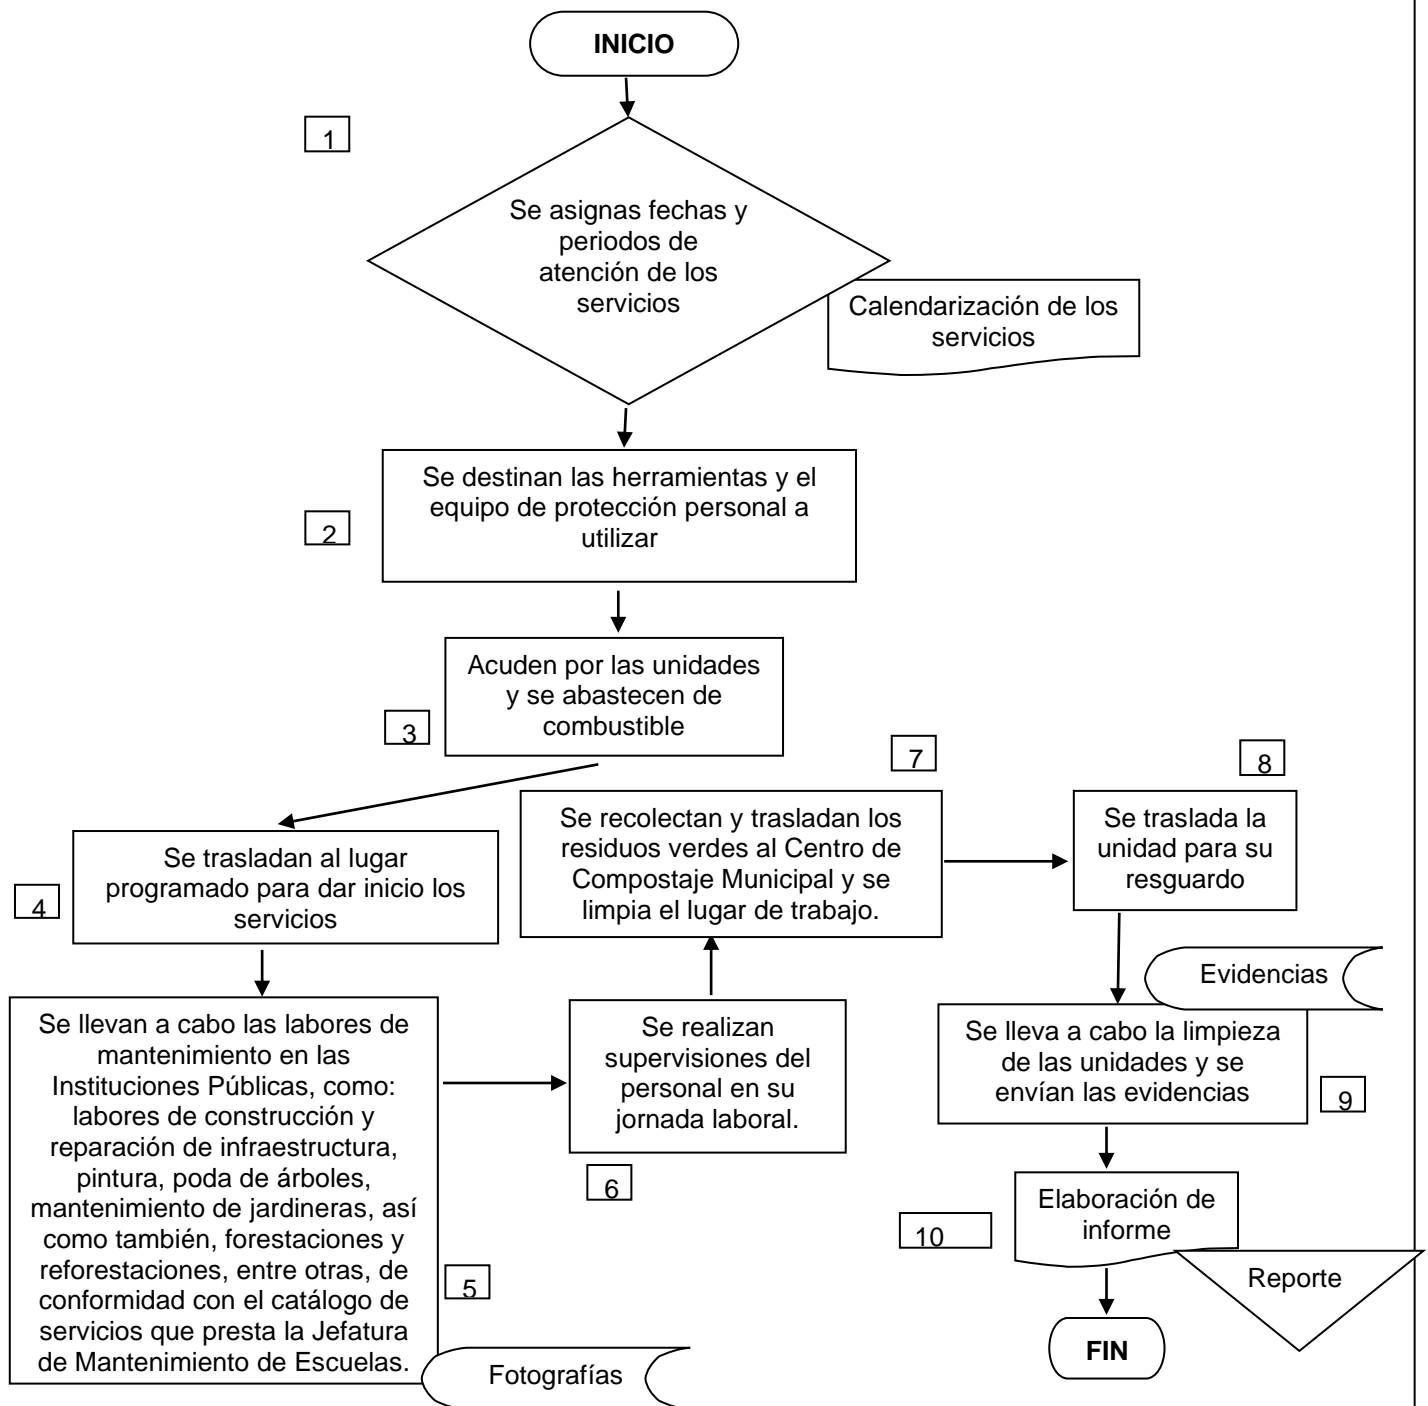 INICIO
1
Se asignas fechas y
periodos de
atención de los
servicios
Calendarización de los
servicios
2
Se destinan las herramientas y el
equipo de protección personal a
utilizar
3
Acuden por las unidades
y se abastecen de
combustible
4
Se trasladan al lugar
programado para dar inicio los
servicios
5
Se llevan a cabo las labores de
mantenimiento en las
Instituciones Públicas, como:
labores de construcción y
reparación de infraestructura,
pintura, poda de árboles,
mantenimiento de jardineras, así
como también, forestaciones y
reforestaciones, entre otras, de
conformidad con el catálogo de
servicios que presta la Jefatura
de Mantenimiento de Escuelas.
Fotografías
6
Se realizan
supervisiones del
personal en su
jornada laboral.
7
Se recolectan y trasladan los
residuos verdes al Centro de
Compostaje Municipal y se
limpia el lugar de trabajo.
8
Se traslada la
unidad para su
resguardo
Evidencias
9
Se lleva a cabo la limpieza
de las unidades y se
envían las evidencias
10
Elaboración de
informe
Reporte
FIN